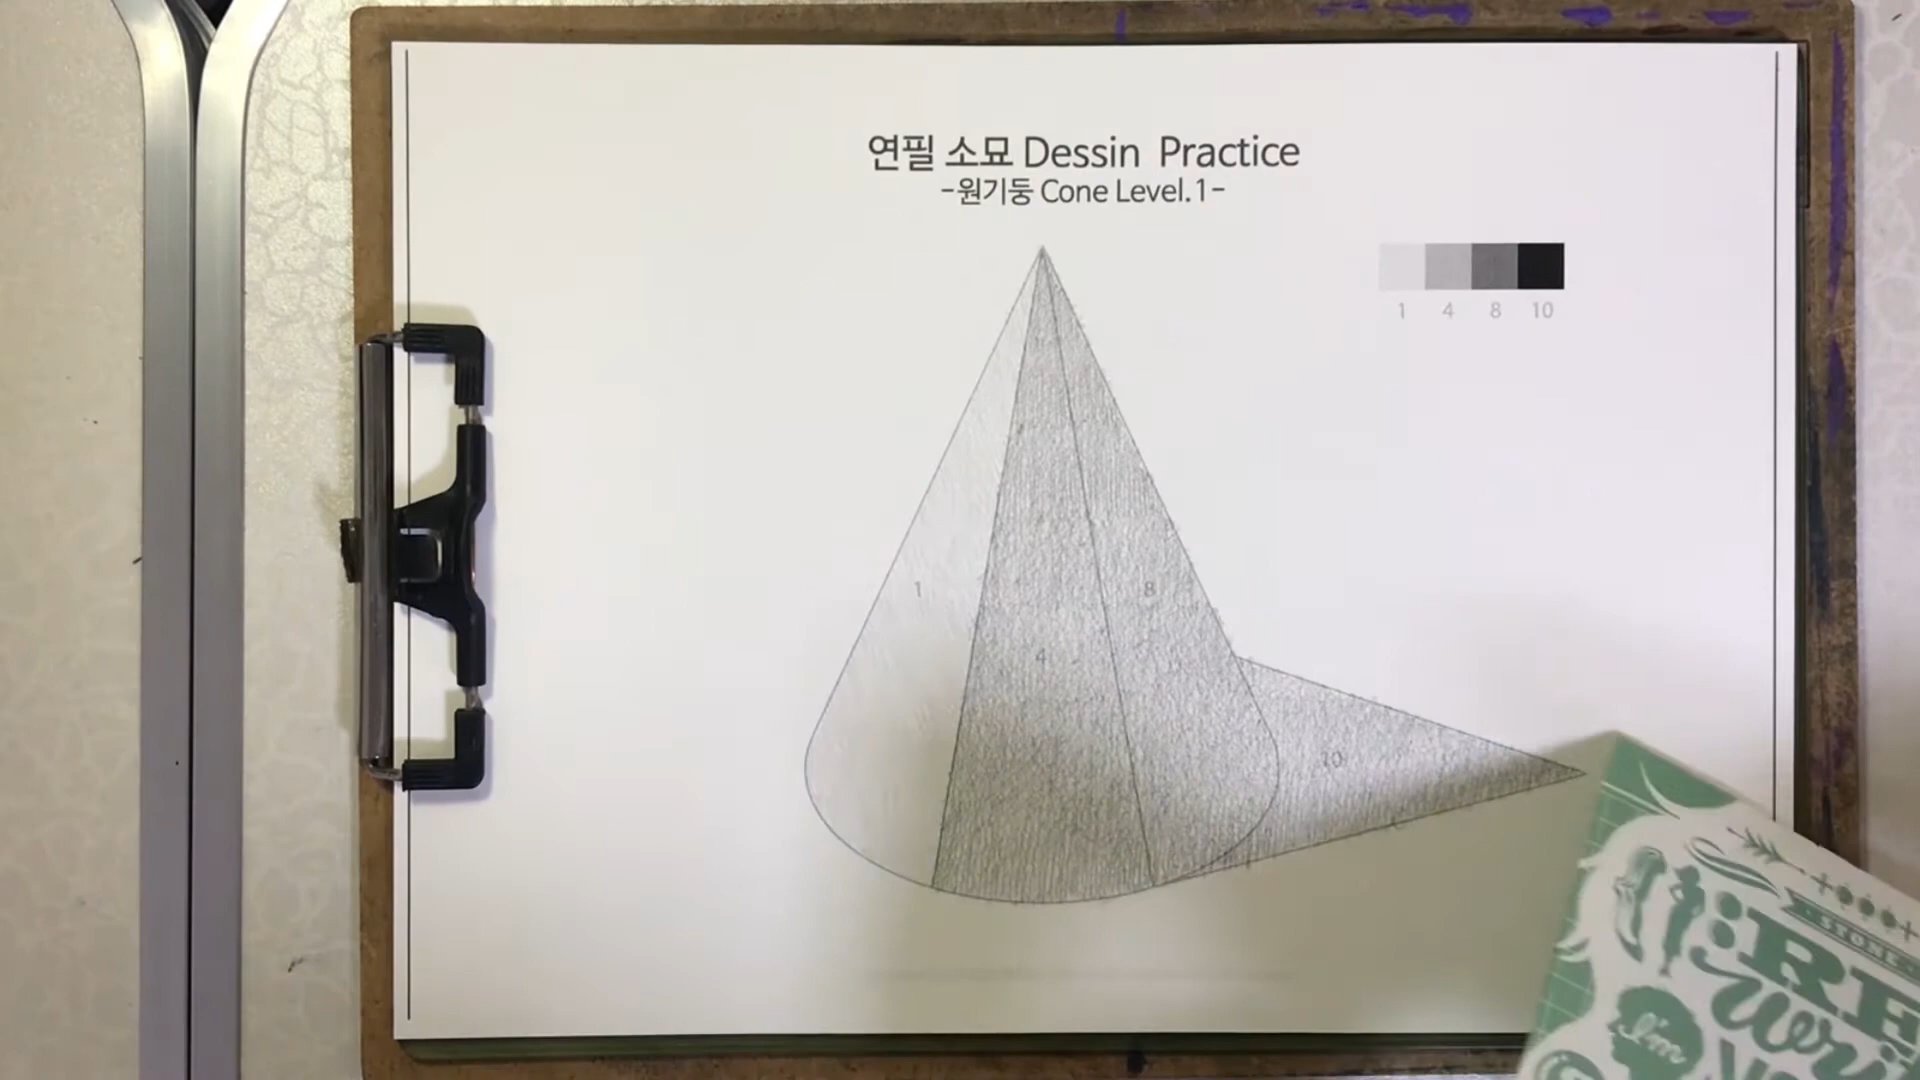 연필 소묘 Dessin Practice
-원기둥 Cone Level.1-
1 4 8 10
1
8
4
10
STONE
I'm